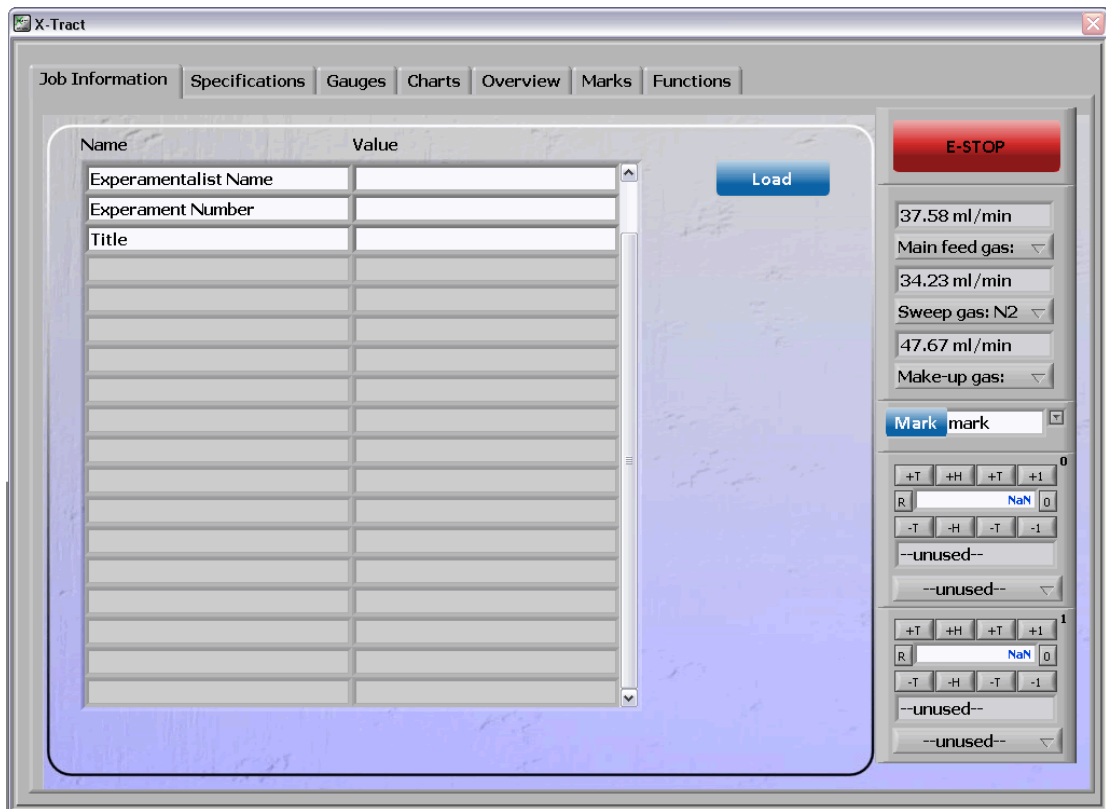 X-Tract
Job Information Specifications Gauges Charts Overview Marks Functions
Name Value
Experamentalist Name
Experament Number
Title
Load
E-STOP
37.58 ml/min
Main feed gas:
34.23 ml/min
Sweep gas: N2
47.67 ml/min
Make-up gas:
Mark mark
0
+T +H +T +1
R NaN 0
-T -H -T -1
--unused--
--unused--
1
+T +H +T +1
R NaN 0
-T -H -T -1
--unused--
--unused--